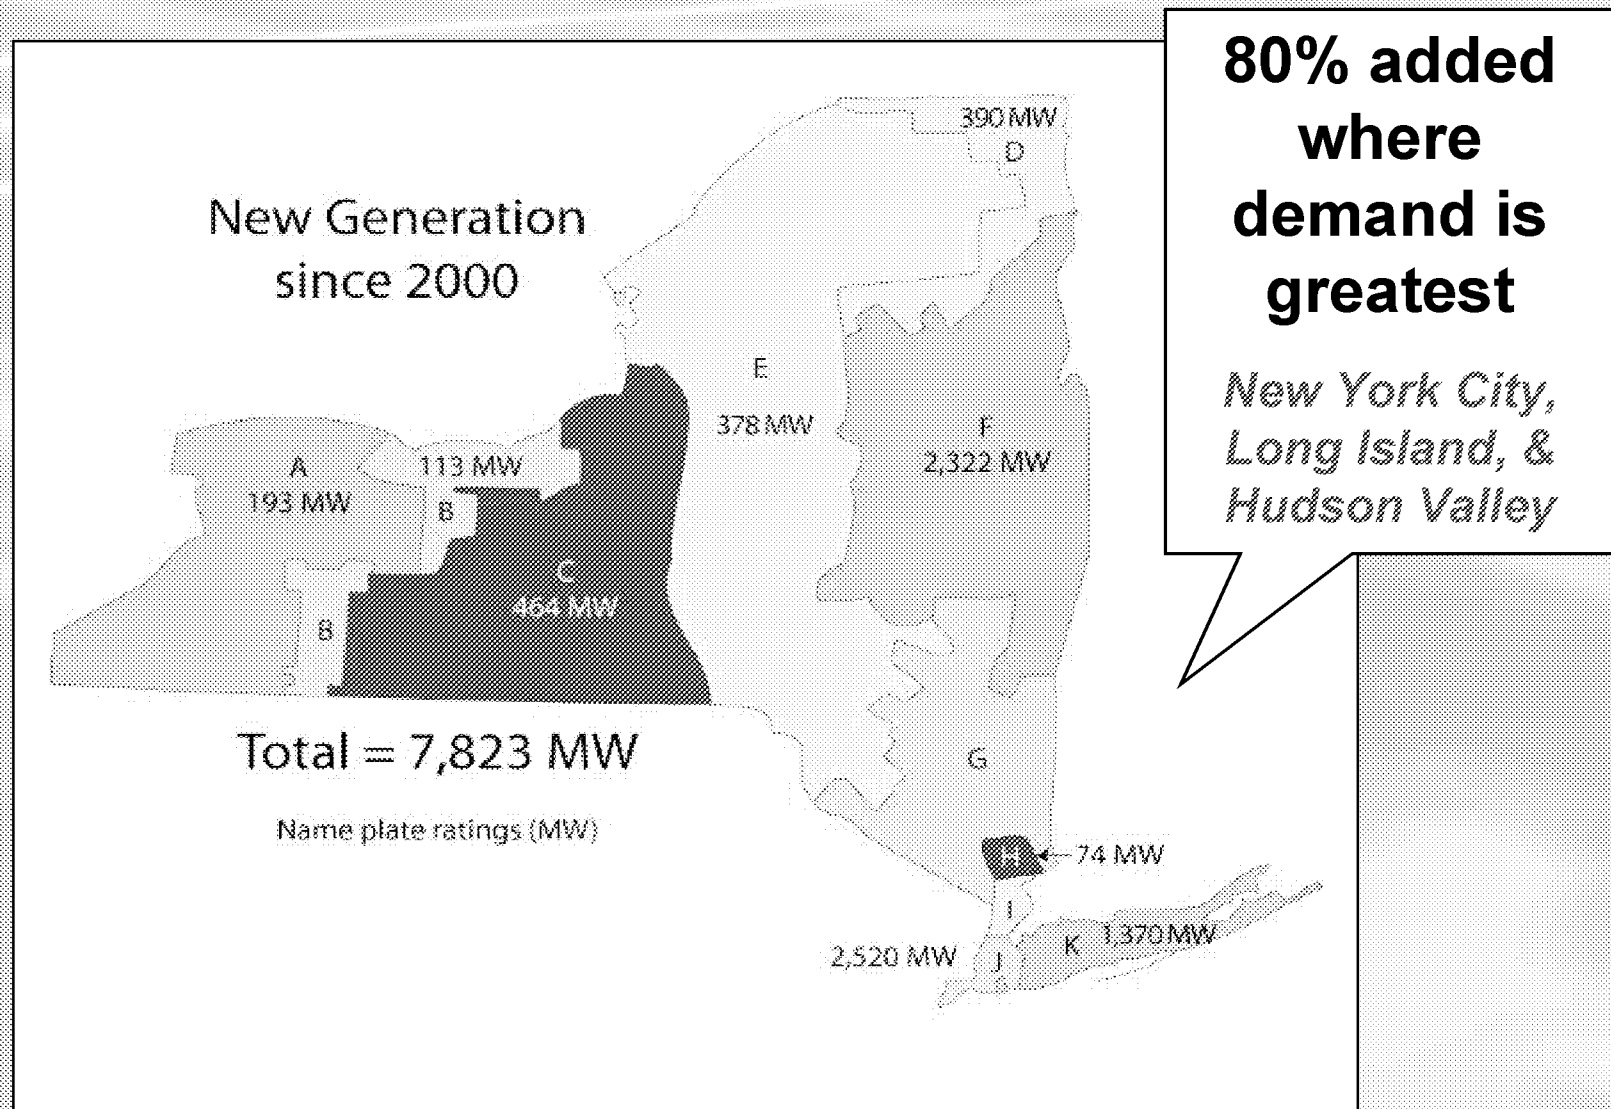 80% added
where
demand is
greatest
New York City,
Long Island, &
Hudson Valley
New Generation
since 2000
390 MW
D
E
378 MW
F
2,322 MW
A
193 MW
113 MW
B
C
464 MW
B
Total = 7,823 MW
Name plate ratings (MW)
G
H
74 MW
I
2,520 MW
J
K
1,370 MW